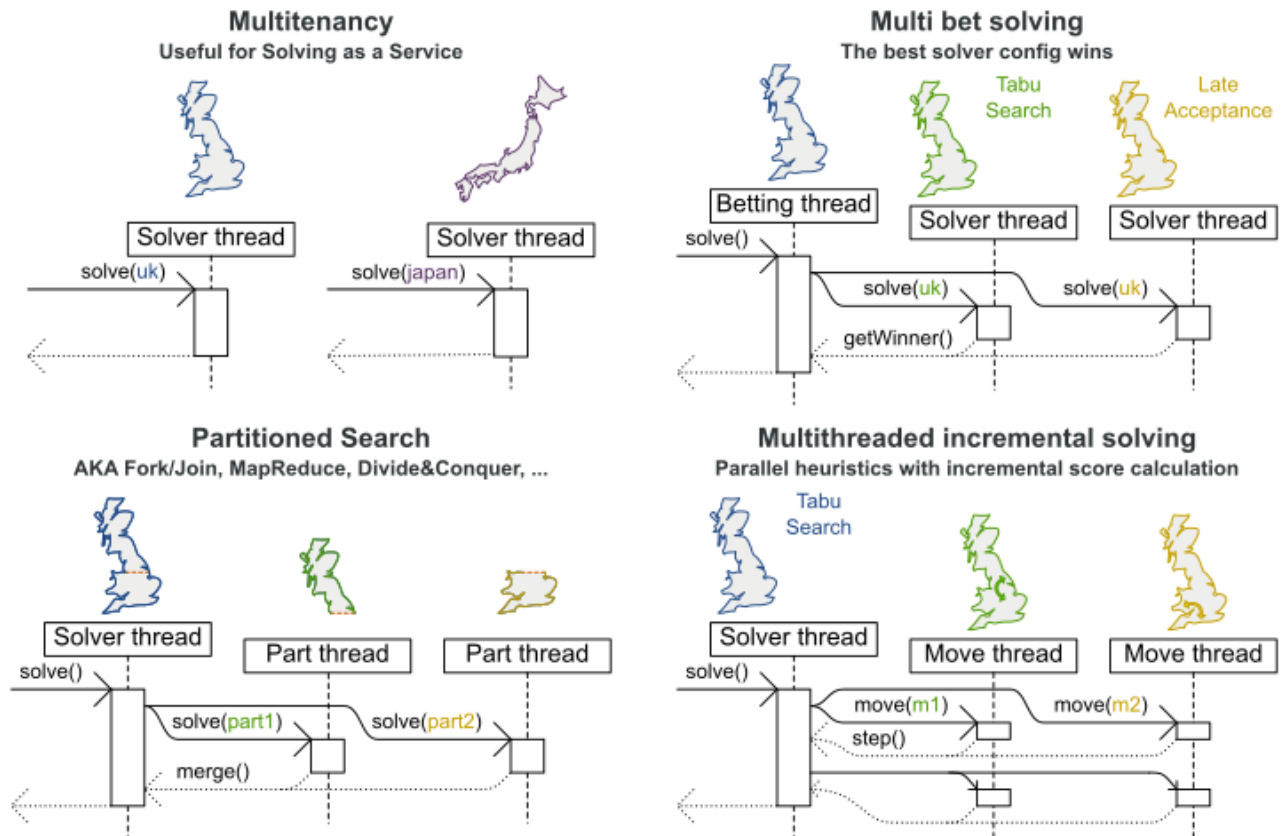 Multitenancy
Useful for Solving as a Service
Solver thread
Solver thread
solve(uk)
solve(japan)
Multi bet solving
The best solver config wins
Tabu
Search
Late
Acceptance
Betting thread
Solver thread
Solver thread
solve()
solve(uk)
solve(uk)
getWinner()
Partitioned Search
AKA Fork/Join, MapReduce, Divide&Conquer, ...
Solver thread
Part thread
Part thread
solve()
solve(part1)
solve(part2)
merge()
Multithreaded incremental solving
Parallel heuristics with incremental score calculation
Tabu
Search
Solver thread
Move thread
Move thread
solve()
move(m1)
move(m2)
step()